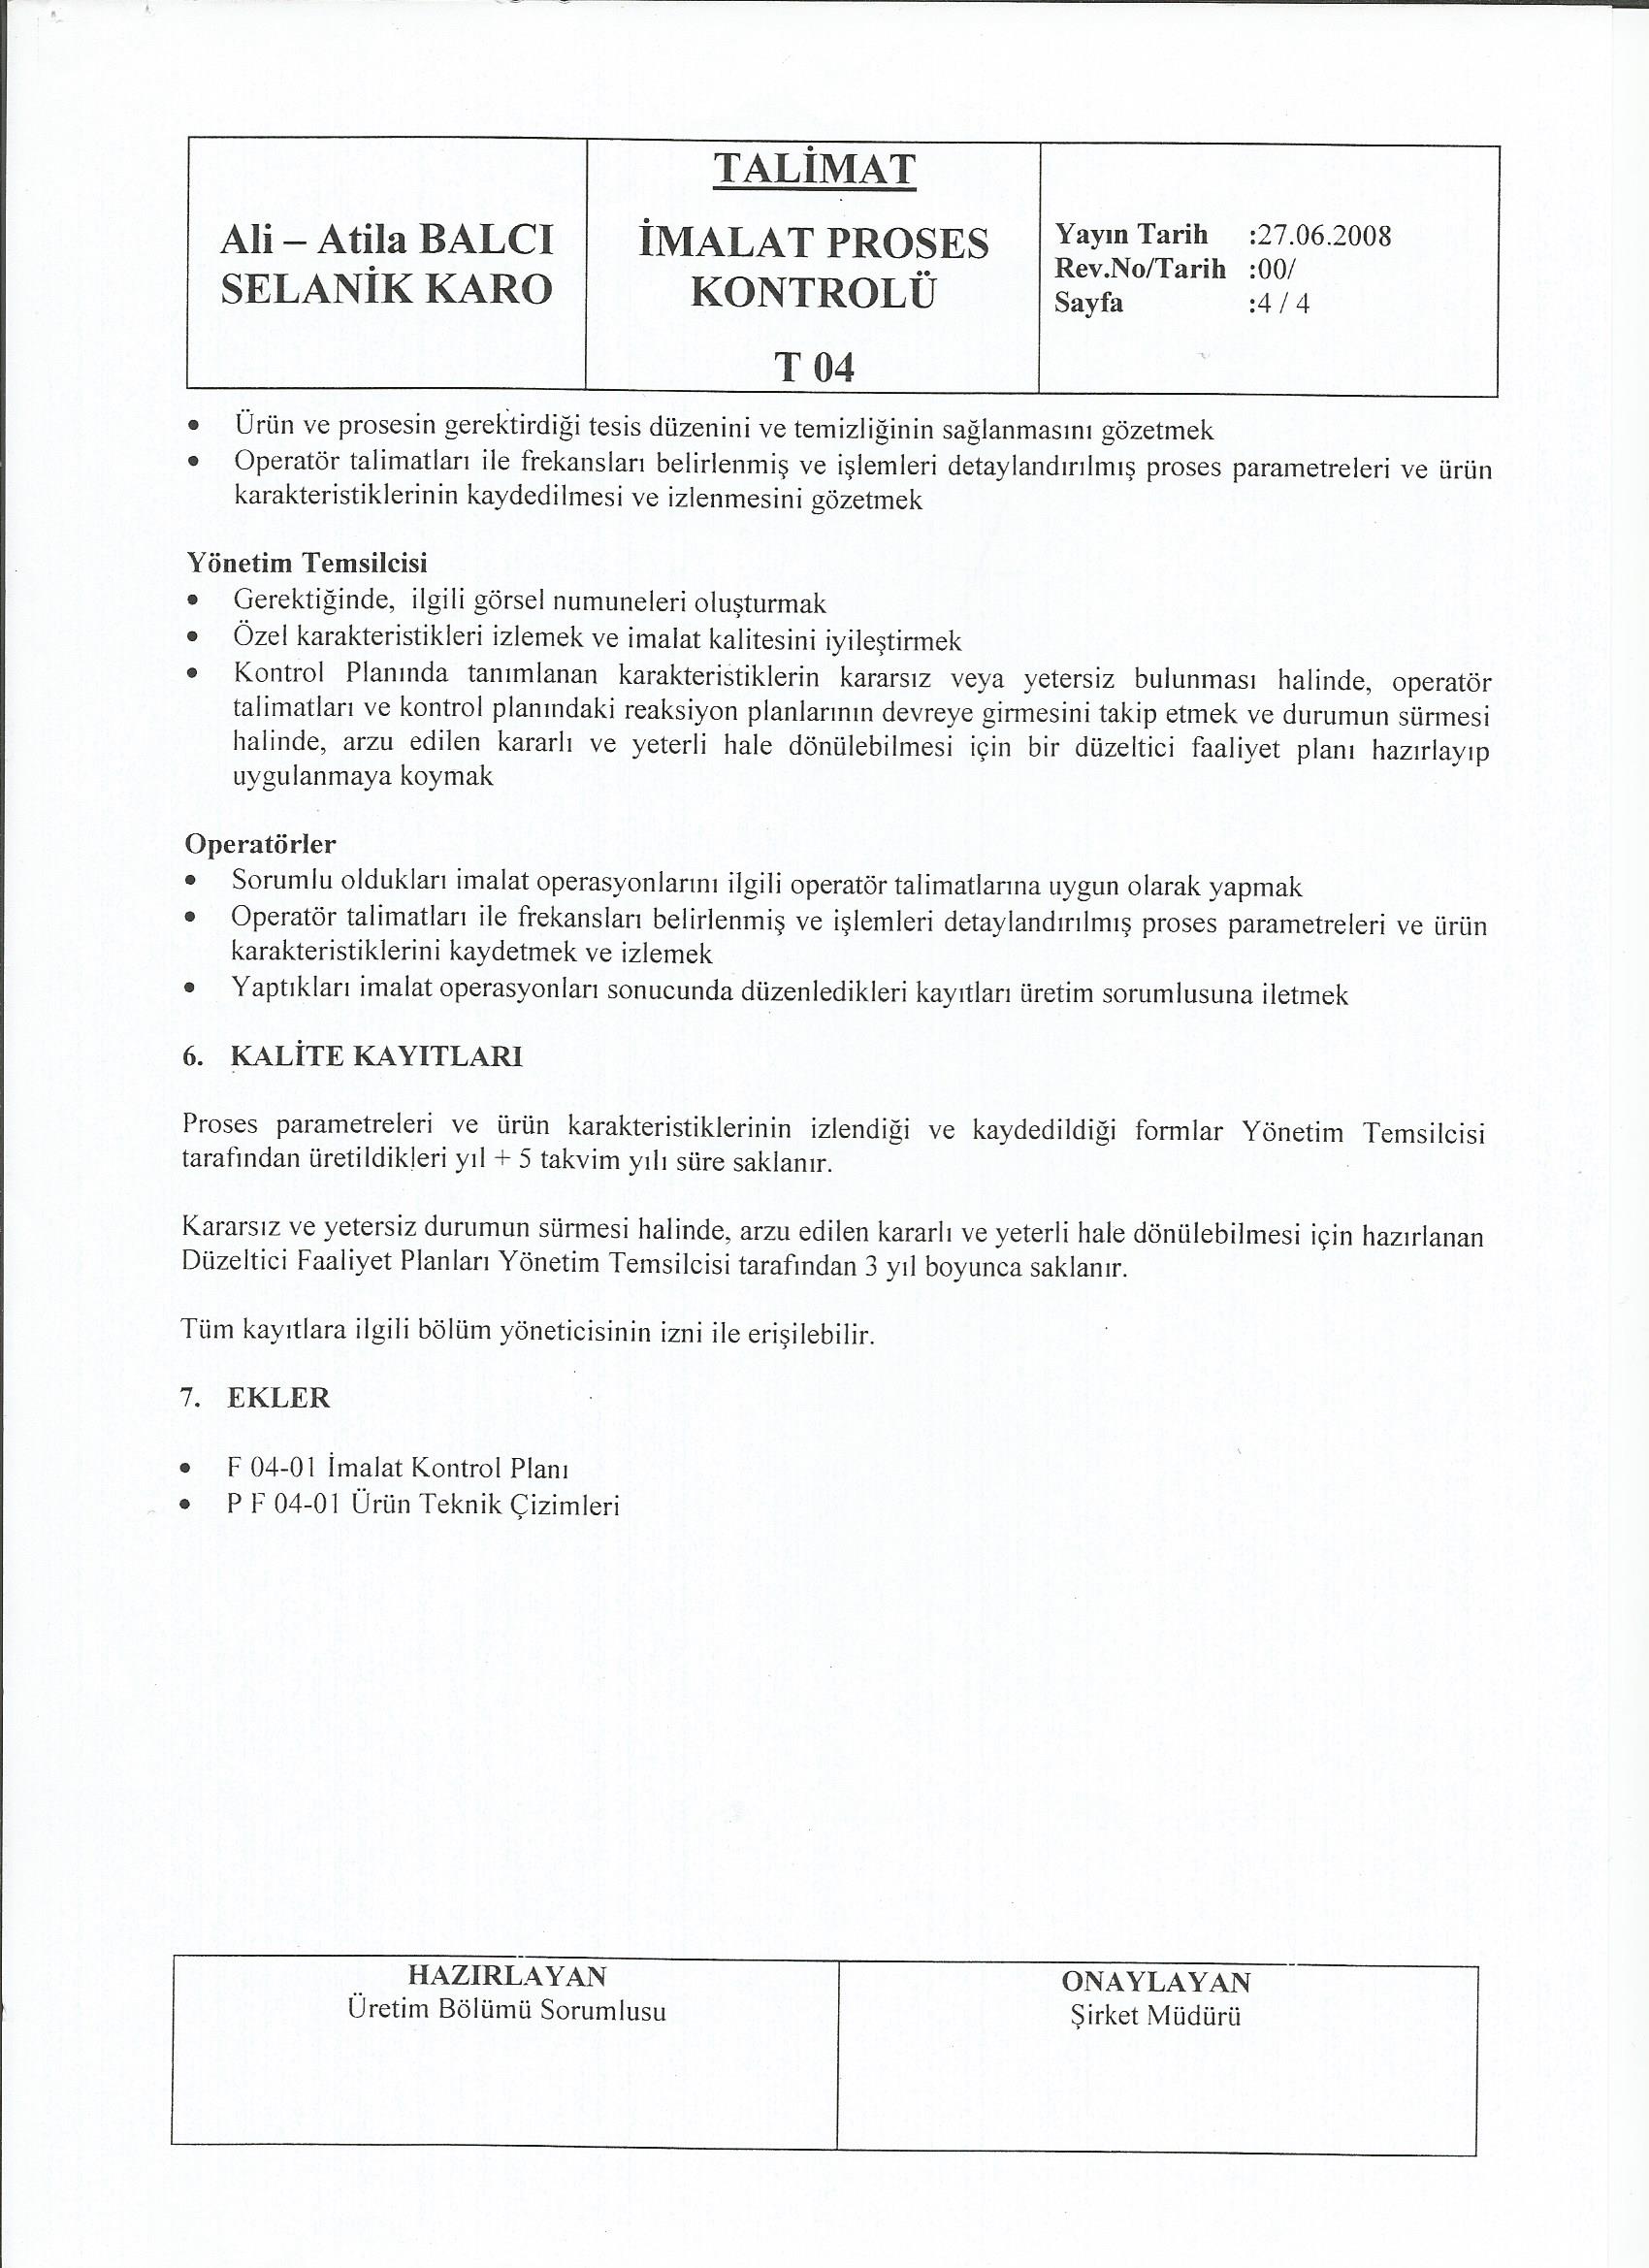 Ali – Atila BALCI
SELANİK KARO
TALİMAT
İMALAT PROSES
KONTROLÜ
T 04
Yayın Tarih :27.06.2008
Rev.No/Tarih :00/
Sayfa :4 / 4
• Ürün ve prosesin gerektirdiği tesis düzenini ve temizliğinin sağlanmasını gözetmek
• Operatör talimatları ile frekansları belirlenmiş ve işlemleri detaylandırılmış proses parametreleri ve ürün
karakteristiklerinin kaydedilmesi ve izlenmesini gözetmek
Yönetim Temsilcisi
• Gerektiğinde, ilgili görsel numuneleri oluşturmak
• Özel karakteristikleri izlemek ve imalat kalitesini iyileştirmek
• Kontrol Planında tanımlanan karakteristiklerin kararsız veya yetersiz bulunması halinde, operatör
talimatları ve kontrol planındaki reaksiyon planlarının devreye girmesini takip etmek ve durumun sürmesi
halinde, arzu edilen kararlı ve yeterli hale dönülebilmesi için bir düzeltici faaliyet planı hazırlayıp
uygulanmaya koymak
Operatörler
• Sorumlu oldukları imalat operasyonlarını ilgili operatör talimatlarına uygun olarak yapmak
• Operatör talimatları ile frekansları belirlenmiş ve işlemleri detaylandırılmış proses parametreleri ve ürün
karakteristiklerini kaydetmek ve izlemek
• Yaptıkları imalat operasyonları sonucunda düzenledikleri kayıtları üretim sorumlusuna iletmek
6. KALİTE KAYITLARI
Proses parametreleri ve ürün karakteristiklerinin izlendiği ve kaydedildiği formlar Yönetim Temsilcisi
tarafından üretildikleri yıl + 5 takvim yılı süre saklanır.
Kararsız ve yetersiz durumun sürmesi halinde, arzu edilen kararlı ve yeterli hale dönülebilmesi için hazırlanan
Düzeltici Faaliyet Planları Yönetim Temsilcisi tarafından 3 yıl boyunca saklanır.
Tüm kayıtlara ilgili bölüm yöneticisinin izni ile erişilebilir.
7. EKLER
• F 04-01 İmalat Kontrol Planı
• P F 04-01 Ürün Teknik Çizimleri
HAZIRLAYAN
Üretim Bölümü Sorumlusu
ONAYLAYAN
Şirket Müdürü